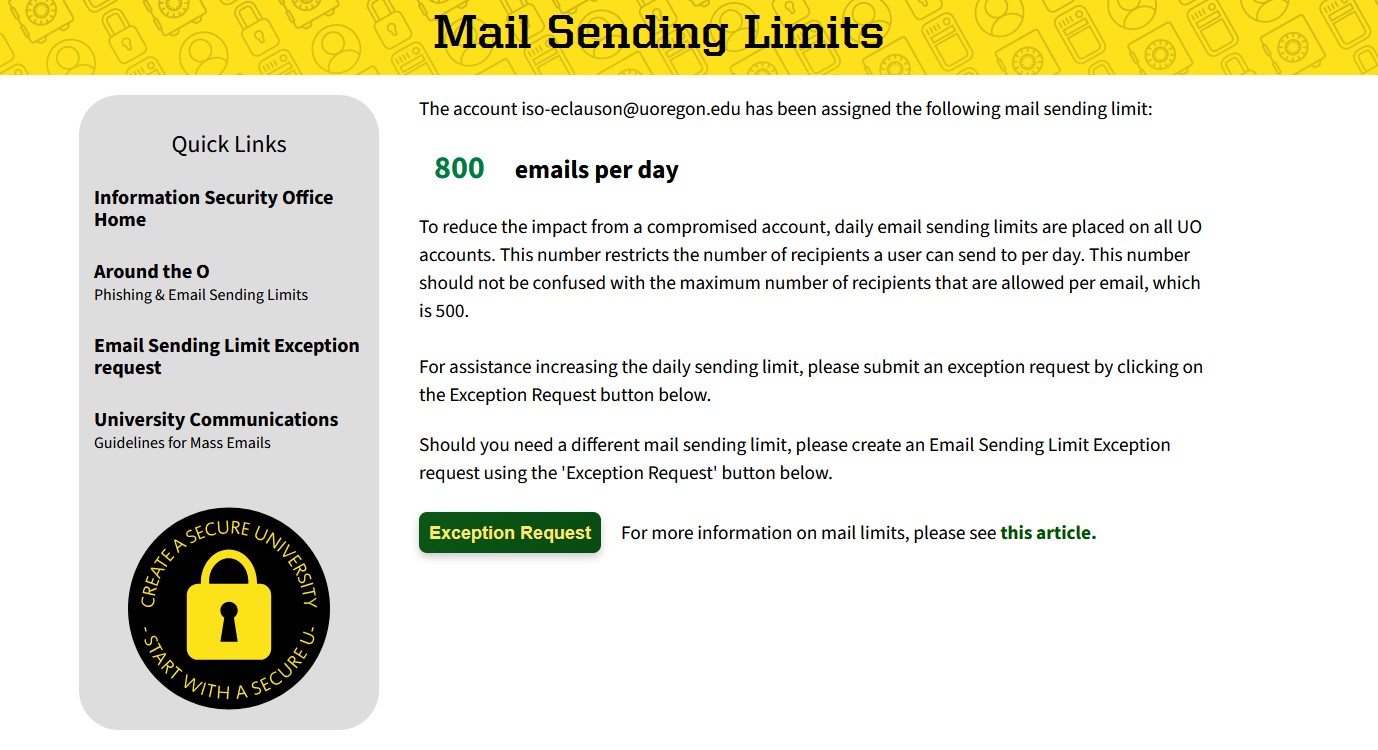 Mail Sending Limits
Quick Links
Information Security Office
Home
Around the O
Phishing & Email Sending Limits
Email Sending Limit Exception
request
University Communications
Guidelines for Mass Emails
CREATE A SECURE UNIVERSITY
- START WITH A SECURE U-
The account iso-eclauson@uoregon.edu has been assigned the following mail sending limit:
800 emails per day
To reduce the impact from a compromised account, daily email sending limits are placed on all UO
accounts. This number restricts the number of recipients a user can send to per day. This number
should not be confused with the maximum number of recipients that are allowed per email, which
is 500.
For assistance increasing the daily sending limit, please submit an exception request by clicking on
the Exception Request button below.
Should you need a different mail sending limit, please create an Email Sending Limit Exception
request using the 'Exception Request' button below.
Exception Request For more information on mail limits, please see this article.